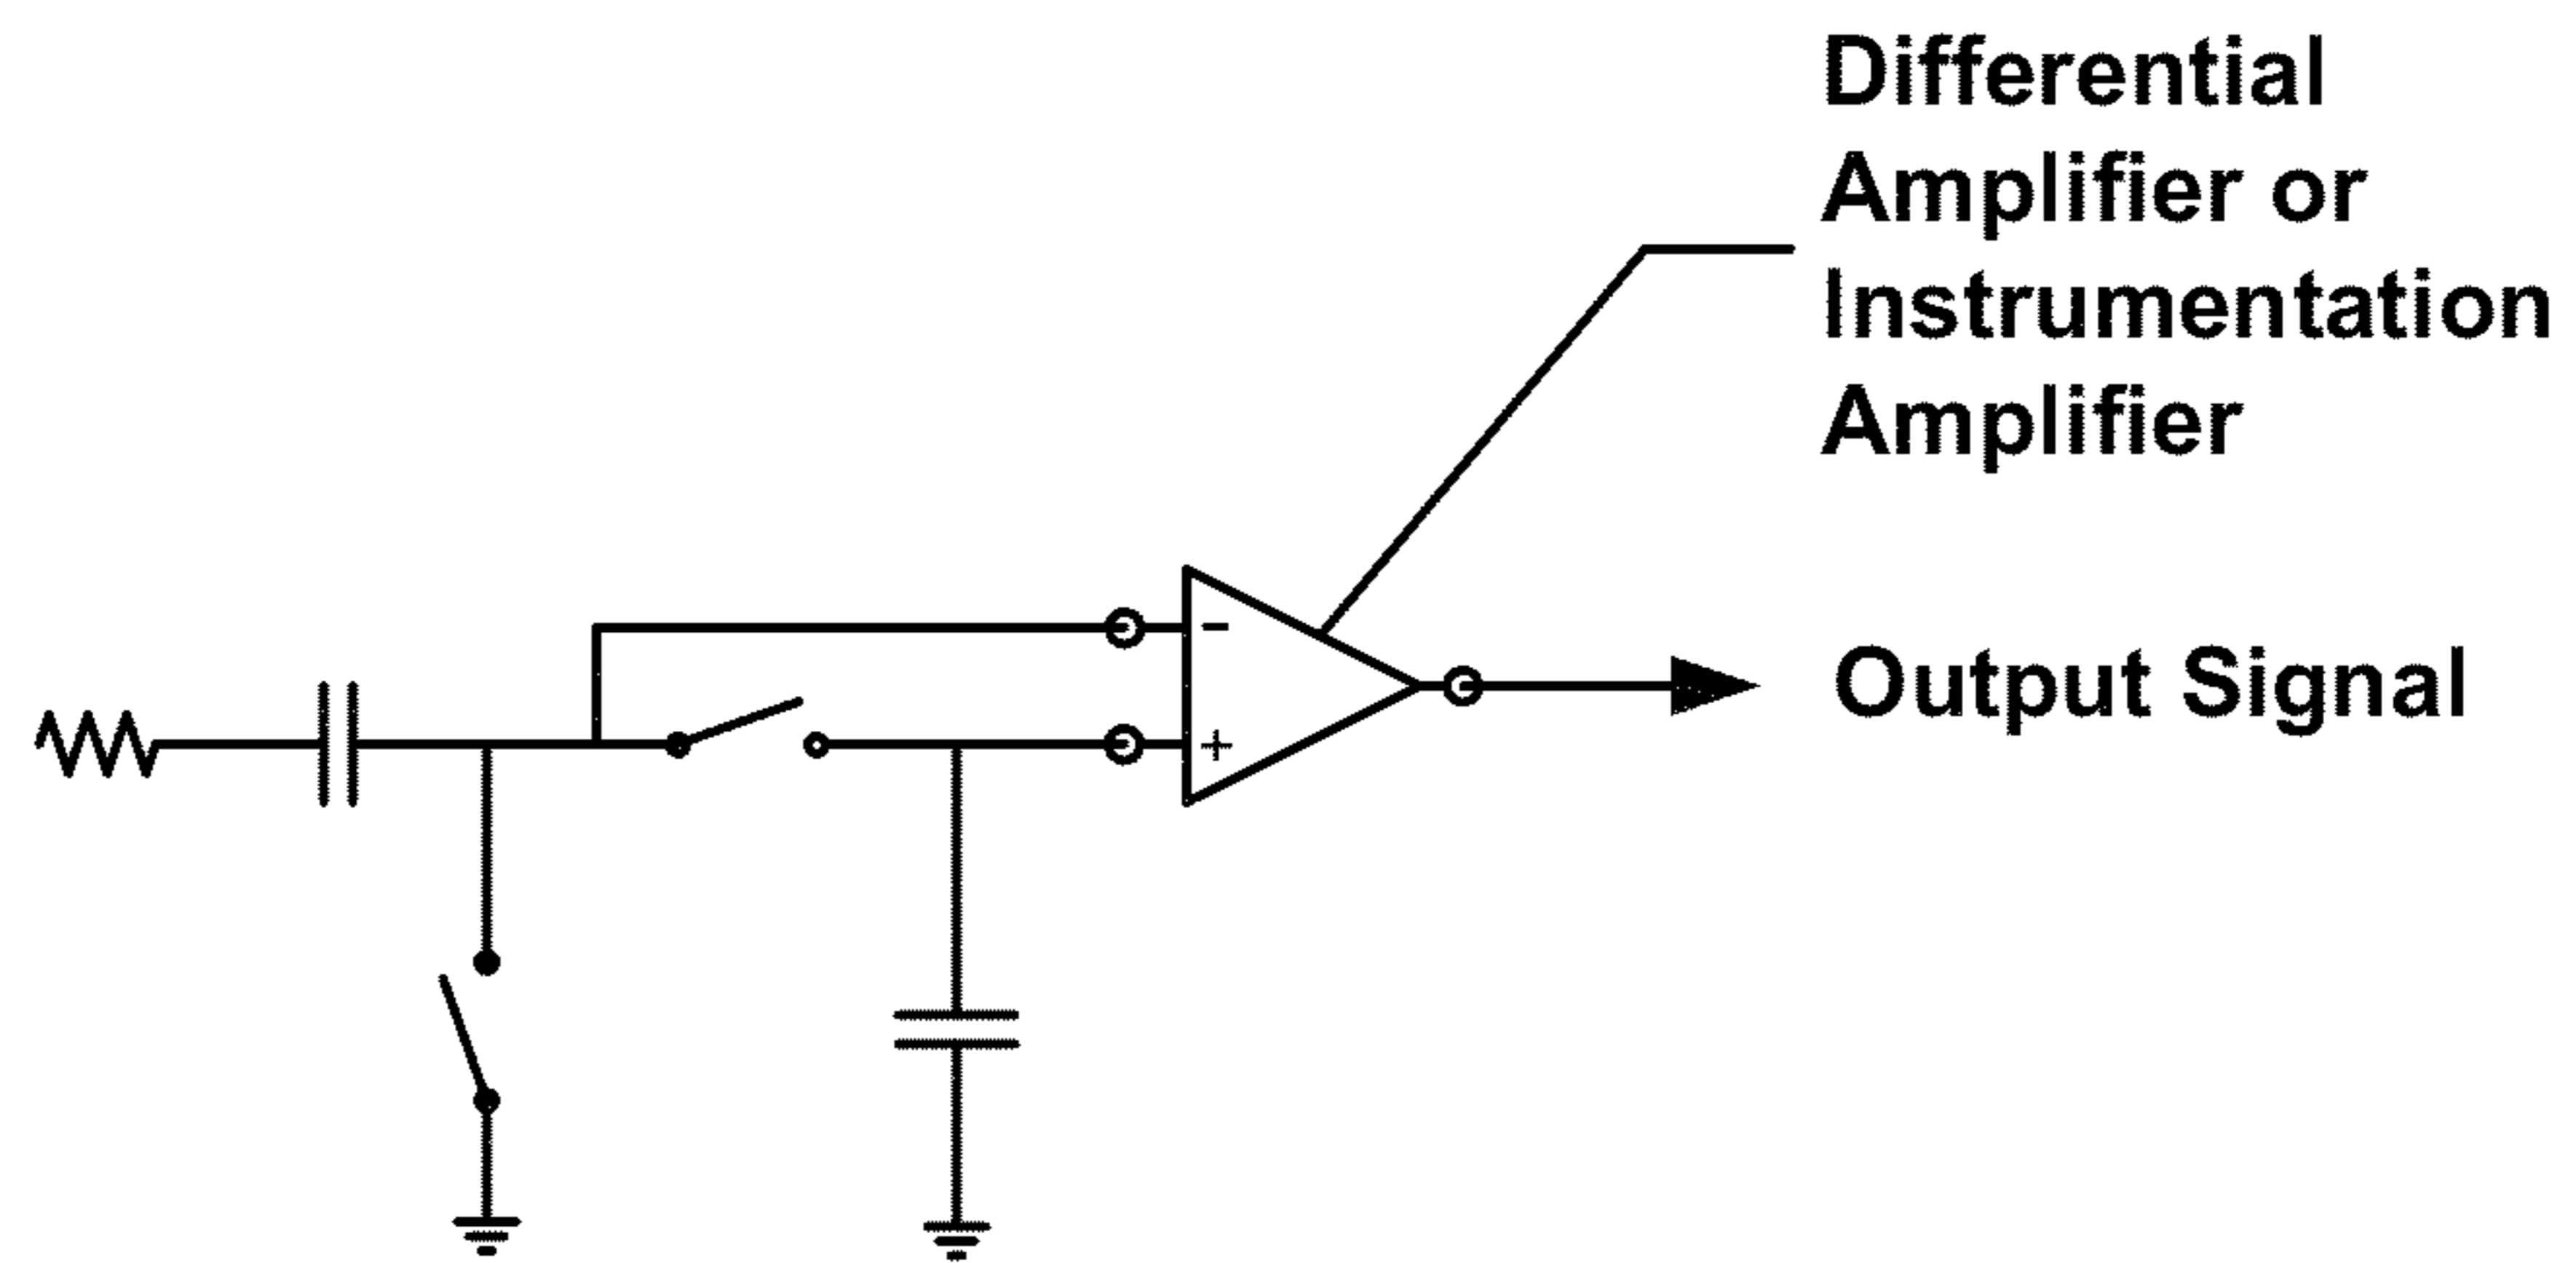 Differential
Amplifier or
Instrumentation
Amplifier
-
+
Output Signal